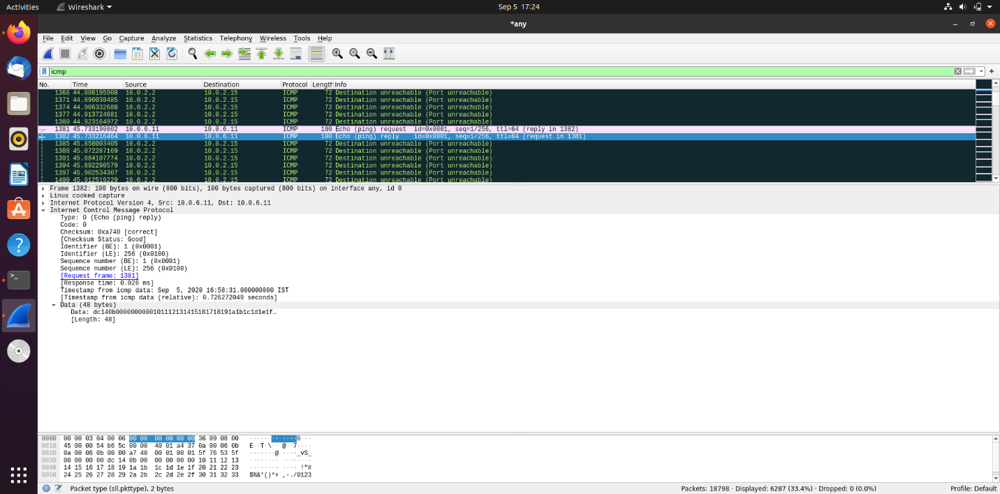 Activities Wireshark Sep 5 17:24
*any
File Edit View Go Capture Analyze Statistics Telephony Wireless Tools Help
icmp
No. Time Source Destination Protocol Length Info
1368 44.886195908 10.0.2.2 10.0.2.15 ICMP 72 Destination unreachable (Port unreachable)
1371 44.896030485 10.0.2.2 10.0.2.15 ICMP 72 Destination unreachable (Port unreachable)
1374 44.906332688 10.0.2.2 10.0.2.15 ICMP 72 Destination unreachable (Port unreachable)
1377 44.913724681 10.0.2.2 10.0.2.15 ICMP 72 Destination unreachable (Port unreachable)
1380 44.923164972 10.0.2.2 10.0.2.15 ICMP 72 Destination unreachable (Port unreachable)
1381 45.733190802 10.0.6.11 10.0.6.11 ICMP 100 Echo (ping) request id=0x0001, seq=1/256, ttl=64 (reply in 1382)
1382 45.733216464 10.0.6.11 10.0.6.11 ICMP 100 Echo (ping) reply id=0x0001, seq=1/256, ttl=64 (request in 1381)
1385 45.858003405 10.0.2.2 10.0.2.15 ICMP 72 Destination unreachable (Port unreachable)
1388 45.872287169 10.0.2.2 10.0.2.15 ICMP 72 Destination unreachable (Port unreachable)
1391 45.884107774 10.0.2.2 10.0.2.15 ICMP 72 Destination unreachable (Port unreachable)
1394 45.892290579 10.0.2.2 10.0.2.15 ICMP 72 Destination unreachable (Port unreachable)
1397 45.902534307 10.0.2.2 10.0.2.15 ICMP 72 Destination unreachable (Port unreachable)
1400 45.912519229 10.0.2.2 10.0.2.15 ICMP 72 Destination unreachable (Port unreachable)
Frame 1382: 100 bytes on wire (800 bits), 100 bytes captured (800 bits) on interface any, id 0
Linux cooked capture
Internet Protocol Version 4, Src: 10.0.6.11, Dst: 10.0.6.11
Internet Control Message Protocol
Type: 0 (Echo (ping) reply)
Code: 0
Checksum: 0xa740 [correct]
[Checksum Status: Good]
Identifier (BE): 1 (0x0001)
Identifier (LE): 256 (0x0100)
Sequence number (BE): 1 (0x0001)
Sequence number (LE): 256 (0x0100)
[Request frame: 1381]
[Response time: 0.026 ms]
Timestamp from icmp data: Sep 5, 2020 16:58:31.000000000 IST
[Timestamp from icmp data (relative): 0.726272049 seconds]
Data (48 bytes)
Data: dc140b0000000000101112131415161718191a1b1c1d1e1f…
[Length: 48]
0000 00 00 03 04 00 06 00 00 00 00 00 00 36 09 08 00 ········ ····6···
0010 45 00 00 54 b6 5c 00 00 40 01 a4 37 0a 00 06 0b E··T·\·· @··7····
0020 0a 00 06 0b 00 00 a7 40 00 01 00 01 5f 76 53 5f ·······@ ····_vS_
0030 00 00 00 00 dc 14 0b 00 00 00 00 00 10 11 12 13 ········ ········
0040 14 15 16 17 18 19 1a 1b 1c 1d 1e 1f 20 21 22 23 ········ ···· !"#
0050 24 25 26 27 28 29 2a 2b 2c 2d 2e 2f 30 31 32 33 $%&'()*+ ,-./0123
Packet type (sll.pkttype), 2 bytes Packets: 18798 · Displayed: 6287 (33.4%) · Dropped: 0 (0.0%) Profile: Default